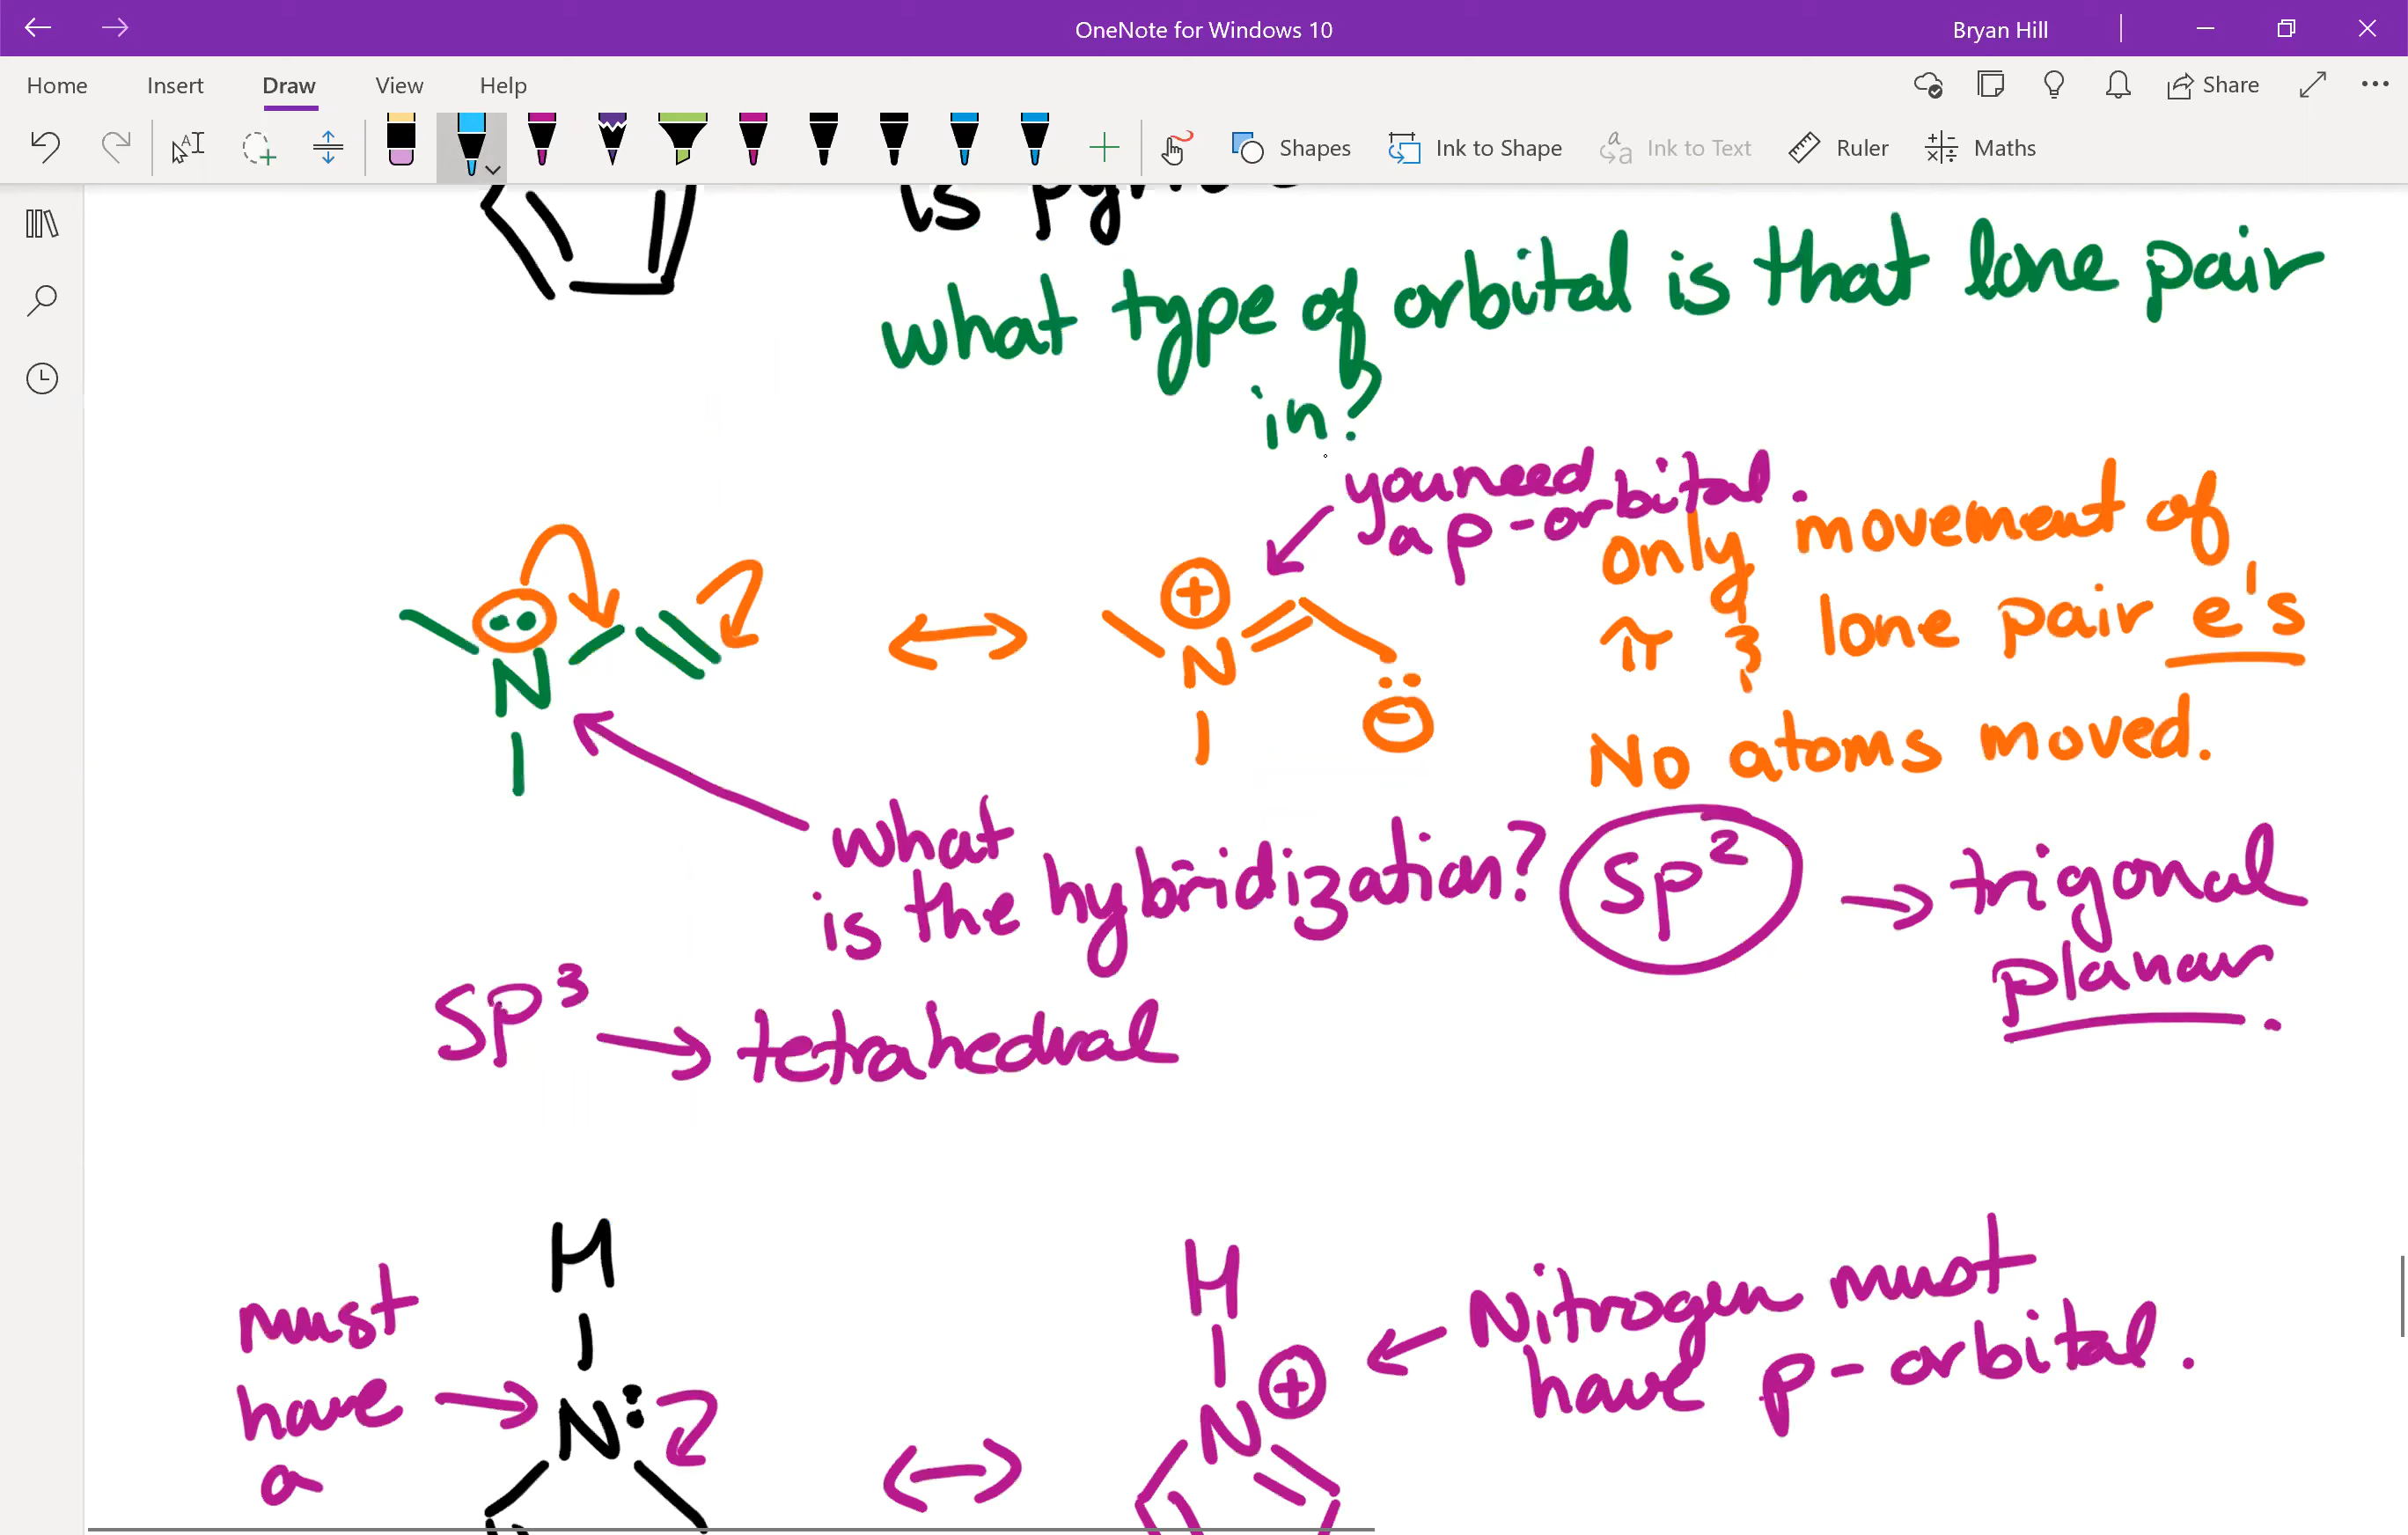 OneNote for Windows 10
Bryan Hill
Home Insert Draw View Help
Share
Shapes Ink to Shape Ink to Text Ruler Maths
is
what type of orbital is that lone pair
in?
you need
a p-orbital.
only movement of
π & lone pair e's
No atoms moved.
N
⊕
N
⊖
what
is the hybridization? Sp² → trigonal
planar.
Sp³ → tetrahedral
H
N:
must
have →
a
H
N⊕
← Nitrogen must
have p-orbital.